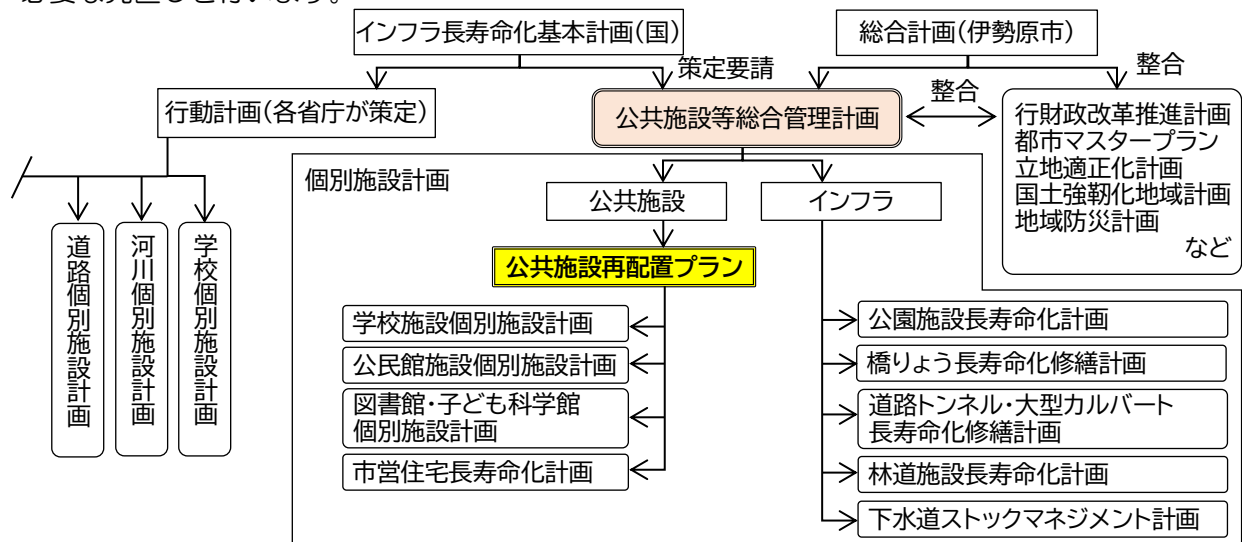 必要な見直しを行います。
インフラ長寿命化基本計画(国)
総合計画(伊勢原市)
策定要請
整合
行動計画(各省庁が策定)
公共施設等総合管理計画
整合
行財政改革推進計画
都市マスタープラン
立地適正化計画
国土強靭化地域計画
地域防災計画
など
個別施設計画
公共施設
インフラ
道路個別施設計画
河川個別施設計画
学校個別施設計画
公共施設再配置プラン
学校施設個別施設計画
公民館施設個別施設計画
図書館・子ども科学館
個別施設計画
市営住宅長寿命化計画
公園施設長寿命化計画
橋りょう長寿命化修繕計画
道路トンネル・大型カルバート
長寿命化修繕計画
林道施設長寿命化計画
下水道ストックマネジメント計画